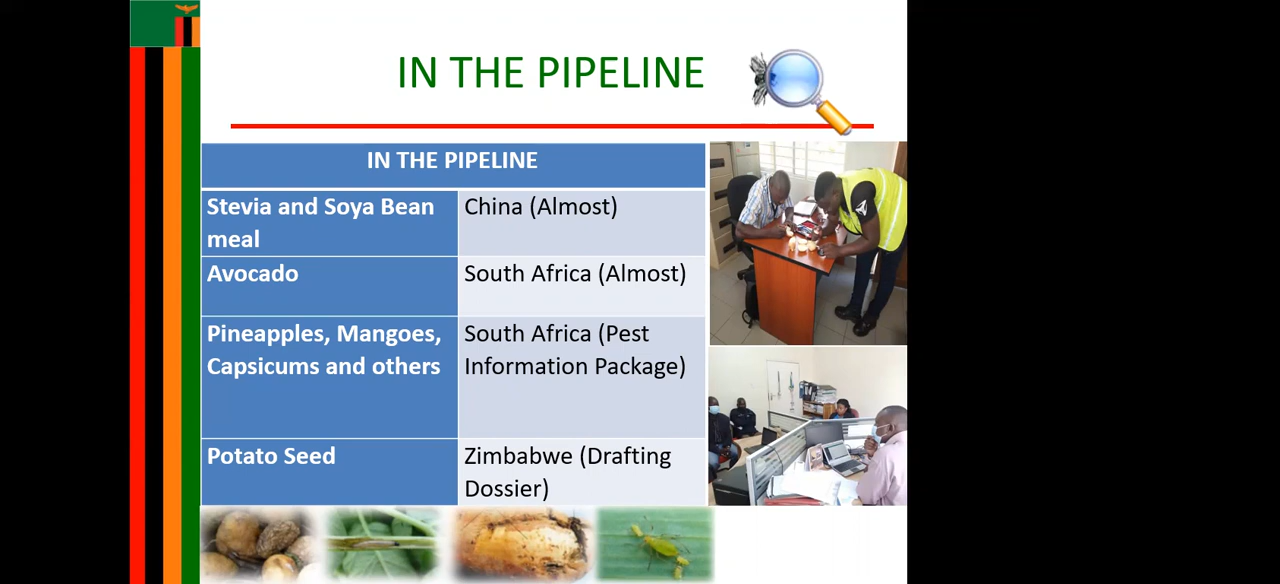 IN THE PIPELINE
IN THE PIPELINE
Stevia and Soya Bean
meal
China (Almost)
Avocado
South Africa (Almost)
Pineapples, Mangoes,
Capsicums and others
South Africa (Pest
Information Package)
Potato Seed
Zimbabwe (Drafting
Dossier)